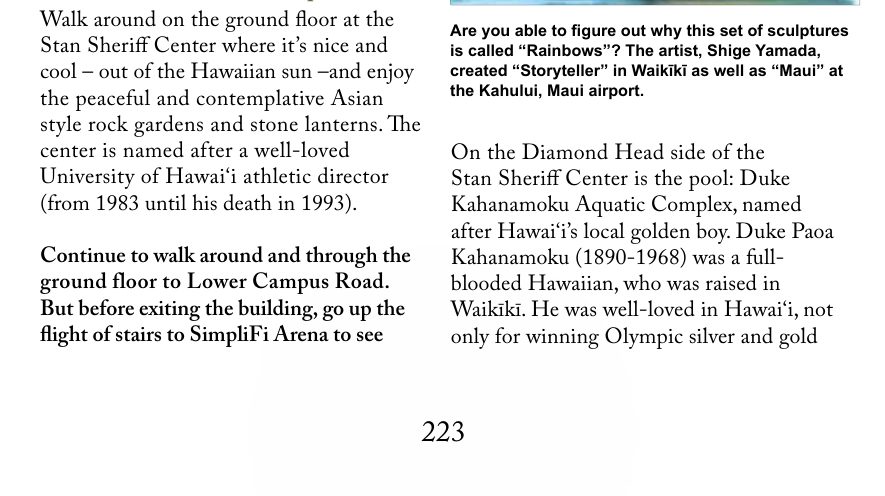 Walk around on the ground floor at the
Stan Sheriff Center where it’s nice and
cool – out of the Hawaiian sun –and enjoy
the peaceful and contemplative Asian
style rock gardens and stone lanterns. The
center is named after a well-loved
University of Hawai‘i athletic director
(from 1983 until his death in 1993).
Continue to walk around and through the
ground floor to Lower Campus Road.
But before exiting the building, go up the
flight of stairs to SimpliFi Arena to see
Are you able to figure out why this set of sculptures
is called “Rainbows”? The artist, Shige Yamada,
created “Storyteller” in Waikīkī as well as “Maui” at
the Kahului, Maui airport.
On the Diamond Head side of the
Stan Sheriff Center is the pool: Duke
Kahanamoku Aquatic Complex, named
after Hawai‘i’s local golden boy. Duke Paoa
Kahanamoku (1890-1968) was a full-
blooded Hawaiian, who was raised in
Waikīkī. He was well-loved in Hawai‘i, not
only for winning Olympic silver and gold
223